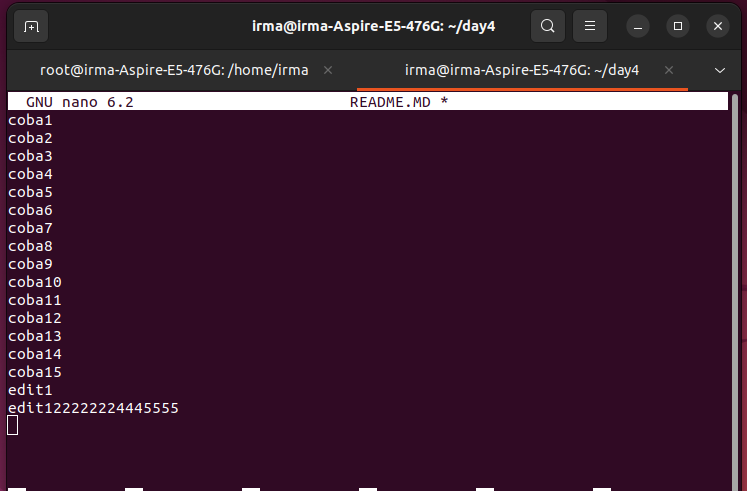 irma@irma-Aspire-E5-476G: ~/day4
root@irma-Aspire-E5-476G: /home/irma
irma@irma-Aspire-E5-476G: ~/day4
GNU nano 6.2 README.MD *
coba1
coba2
coba3
coba4
coba5
coba6
coba7
coba8
coba9
coba10
coba11
coba12
coba13
coba14
coba15
edit1
edit122222224445555